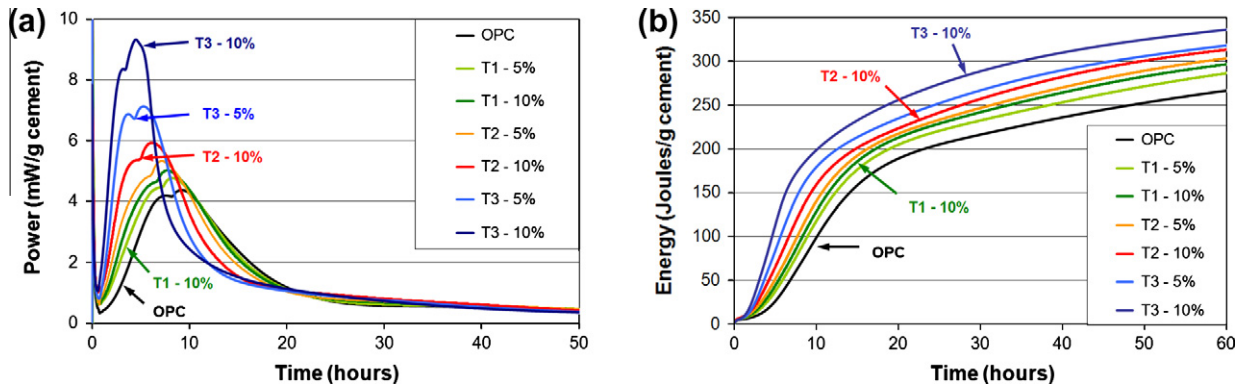 (a)
Power (mW/g cement)
10
8
6
4
2
0
0
10
20
30
40
50
Time (hours)
T3 - 10%
T3 - 5%
T2 - 10%
T1 - 10%
OPC
OPC
T1 - 5%
T1 - 10%
T2 - 5%
T2 - 10%
T3 - 5%
T3 - 10%
(b)
Energy (Joules/g cement)
350
300
250
200
150
100
50
0
0
10
20
30
40
50
60
Time (hours)
T3 - 10%
T2 - 10%
T1 - 10%
OPC
OPC
T1 - 5%
T1 - 10%
T2 - 5%
T2 - 10%
T3 - 5%
T3 - 10%